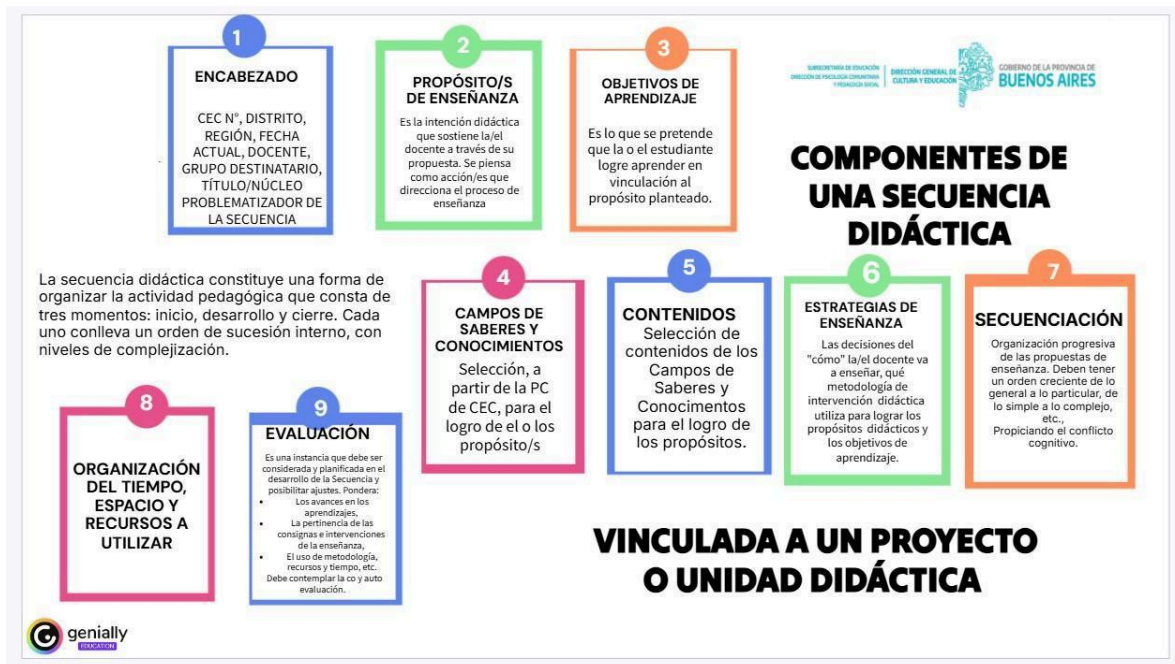 1
ENCABEZADO
CEC N°, DISTRITO,
REGIÓN, FECHA
ACTUAL, DOCENTE,
GRUPO DESTINATARIO,
TÍTULO/NÚCLEO
PROBLEMATIZADOR DE
LA SECUENCIA
2
PROPÓSITO/S
DE ENSEÑANZA
Es la intención didáctica
que sostiene la/el
docente a través de su
propuesta. Se piensa
como acción/es que
direcciona el proceso de
enseñanza
3
OBJETIVOS DE
APRENDIZAJE
Es lo que se pretende
que la o el estudiante
logre aprender en
vinculación al
propósito planteado.
SUBSECRETARÍA DE EDUCACIÓN
DIRECCIÓN DE PSICOLOGÍA COMUNITARIA
Y PEDAGOGÍA SOCIAL
DIRECCIÓN GENERAL DE
CULTURA Y EDUCACIÓN
GOBIERNO DE LA PROVINCIA DE
BUENOS AIRES
COMPONENTES DE
UNA SECUENCIA
DIDÁCTICA
La secuencia didáctica constituye una forma de
organizar la actividad pedagógica que consta de
tres momentos: inicio, desarrollo y cierre. Cada
uno conlleva un orden de sucesión interno, con
niveles de complejización.
4
CAMPOS DE
SABERES Y
CONOCIMIENTOS
Selección, a
partir de la PC
de CEC, para el
logro de el o los
propósito/s
5
CONTENIDOS
Selección de
contenidos de los
Campos de
Saberes y
Conocimentos
para el logro de
los propósitos.
6
ESTRATEGIAS DE
ENSEÑANZA
Las decisiones del
"cómo" la/el docente va
a enseñar, qué
metodología de
intervención didáctica
utiliza para lograr los
propósitos didácticos y
los objetivos de
aprendizaje.
7
SECUENCIACIÓN
Organización progresiva
de las propuestas de
enseñanza. Deben tener
un orden creciente de lo
general a lo particular, de
lo simple a lo complejo,
etc.,
Propiciando el conflicto
cognitivo.
8
ORGANIZACIÓN
DEL TIEMPO,
ESPACIO Y
RECURSOS A
UTILIZAR
9
EVALUACIÓN
Es una instancia que debe ser
considerada y planificada en el
desarrollo de la Secuencia y
posibilitar ajustes. Pondera:
• Los avances en los
aprendizajes,
• La pertinencia de las
consignas e intervenciones
de la enseñanza,
• El uso de metodología,
recursos y tiempo, etc.
Debe contemplar la co y auto
evaluación.
VINCULADA A UN PROYECTO
O UNIDAD DIDÁCTICA
genially
EDUCATION